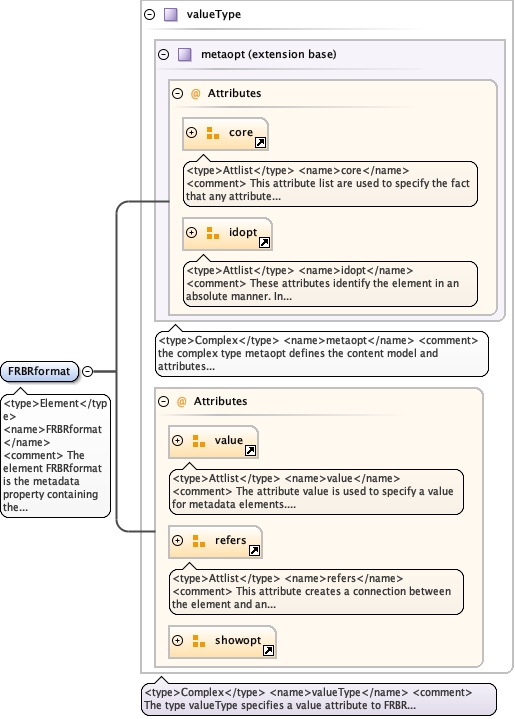 valueType
metaopt (extension base)
@ Attributes
core
<type>Attlist</type> <name>core</name>
<comment> This attribute list are used to specify the fact
that any attribute...
idopt
<type>Attlist</type> <name>idopt</name>
<comment> These attributes identify the element in an
absolute manner. In...
<type>Complex</type> <name>metaopt</name> <comment>
the complex type metaopt defines the content model and
attributes...
FRBRformat
<type>Element</typ
e>
<name>FRBRformat
</name>
<comment> The
element FRBRformat
is the metadata
property containing
the...
@ Attributes
value
<type>Attlist</type> <name>value</name>
<comment> The attribute value is used to specify a value
for metadata elements....
refers
<type>Attlist</type> <name>refers</name>
<comment> This attribute creates a connection between
the element and an...
showopt
<type>Complex</type> <name>valueType</name> <comment>
The type valueType specifies a value attribute to FRBR...